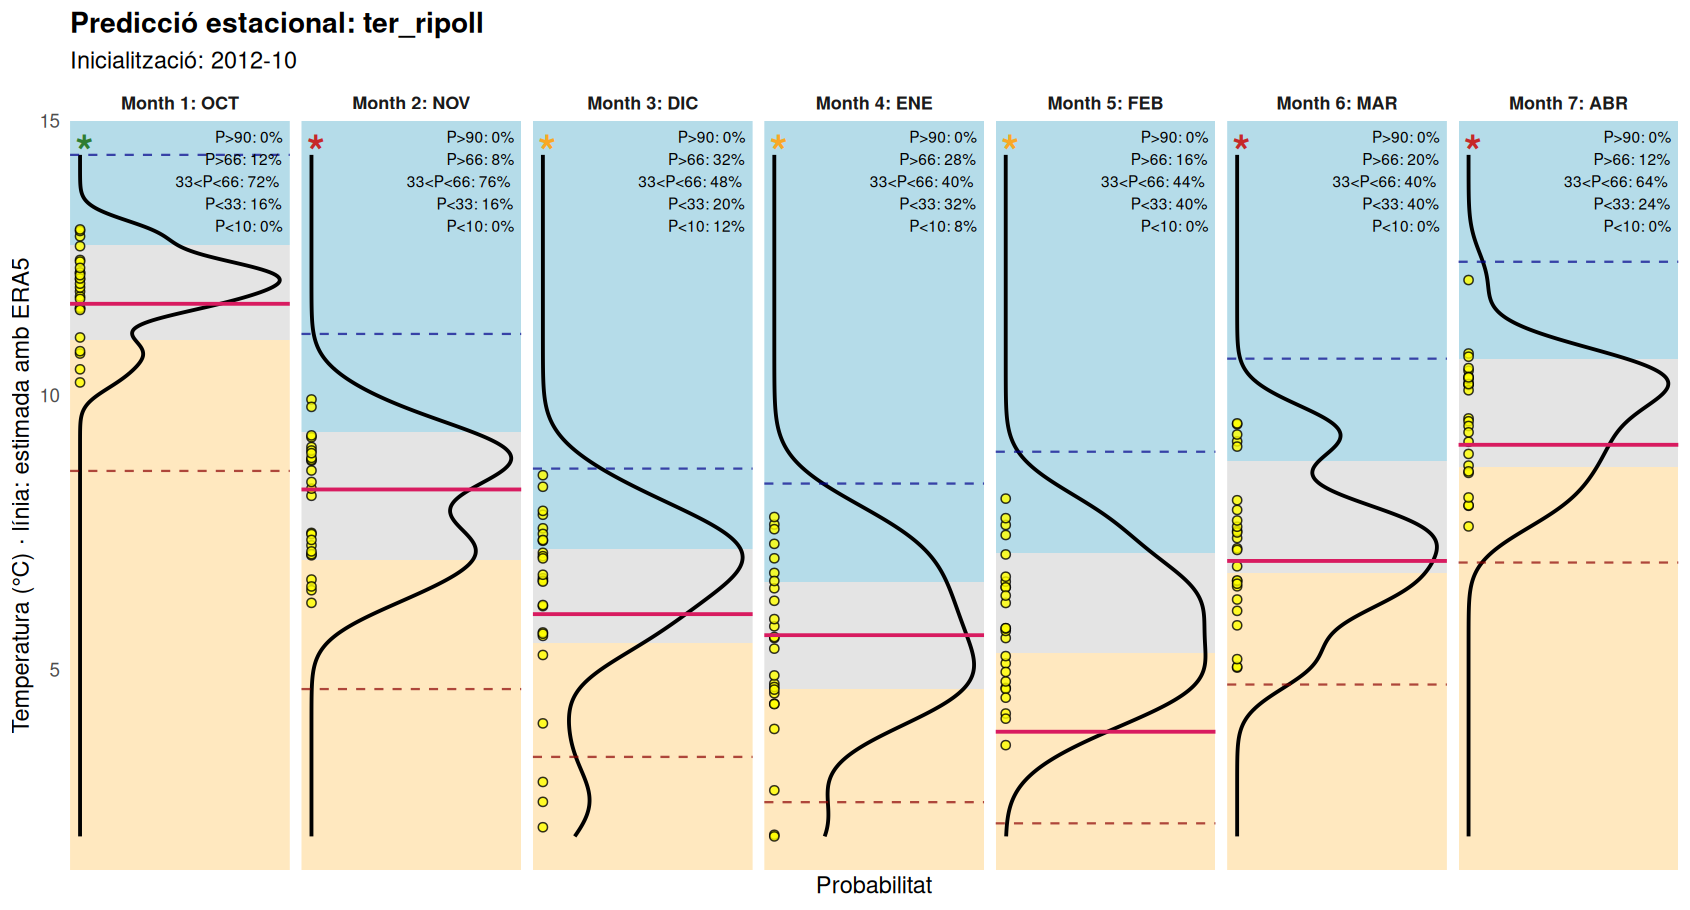 Predicció estacional: ter_ripoll
Inicialització: 2012-10
Month 1: OCT
Month 2: NOV
Month 3: DIC
Month 4: ENE
Month 5: FEB
Month 6: MAR
Month 7: ABR
Temperatura (°C) · línia: estimada amb ERA5
15
10
5
*
P>90: 0%
P>66: 12%
33<P<66: 72%
P<33: 16%
P<10: 0%
*
P>90: 0%
P>66: 8%
33<P<66: 76%
P<33: 16%
P<10: 0%
*
P>90: 0%
P>66: 32%
33<P<66: 48%
P<33: 20%
P<10: 12%
*
P>90: 0%
P>66: 28%
33<P<66: 40%
P<33: 32%
P<10: 8%
*
P>90: 0%
P>66: 16%
33<P<66: 44%
P<33: 40%
P<10: 0%
*
P>90: 0%
P>66: 20%
33<P<66: 40%
P<33: 40%
P<10: 0%
*
P>90: 0%
P>66: 12%
33<P<66: 64%
P<33: 24%
P<10: 0%
Probabilitat